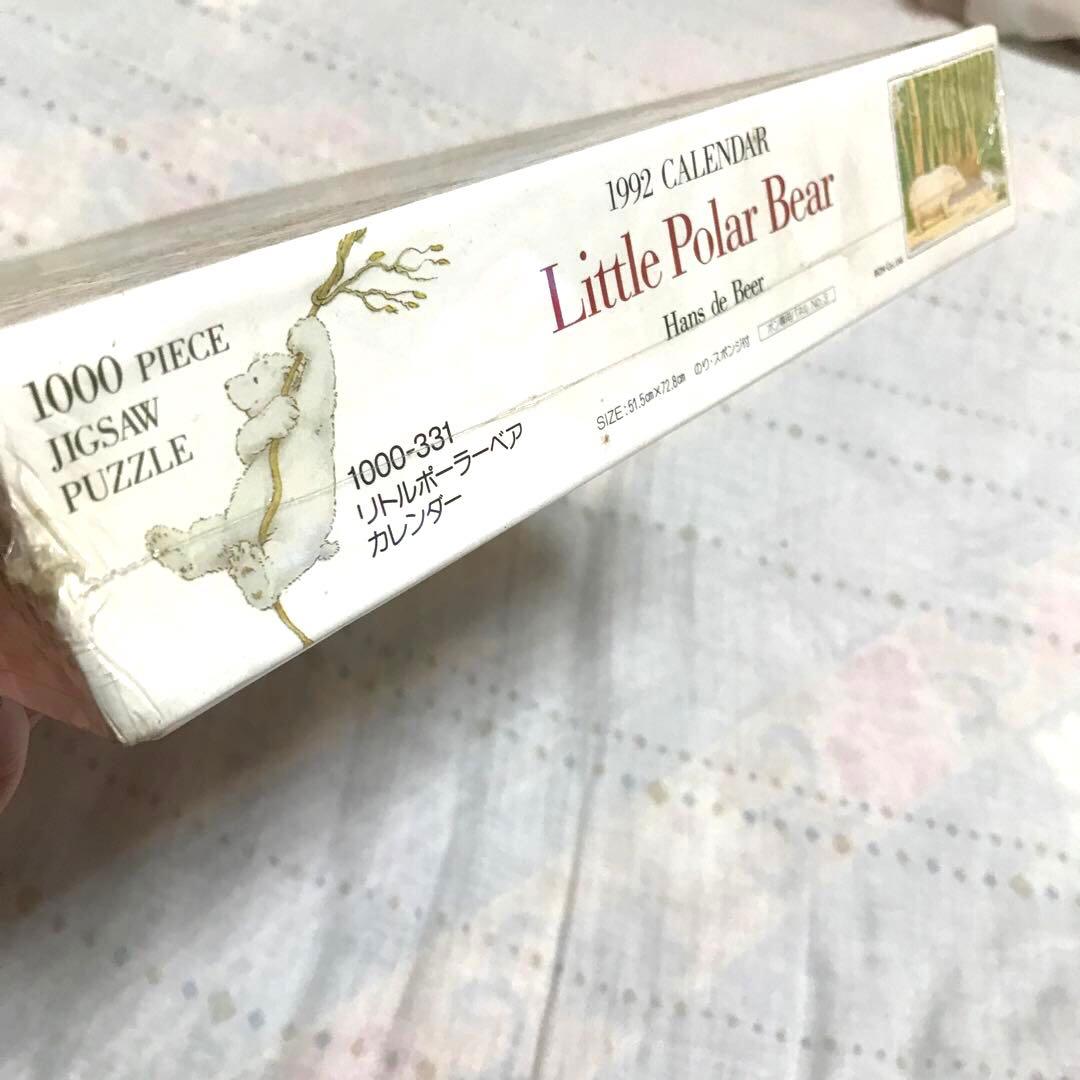 1000 PIECE
JIGSAW
PUZZLE
1000-331
リトルポーラーベア
カレンダー
1992 CALENDAR
Little Polar Bear
Hans de Beer
SIZE:51.5cm×72.8cm のり・スポンジ付